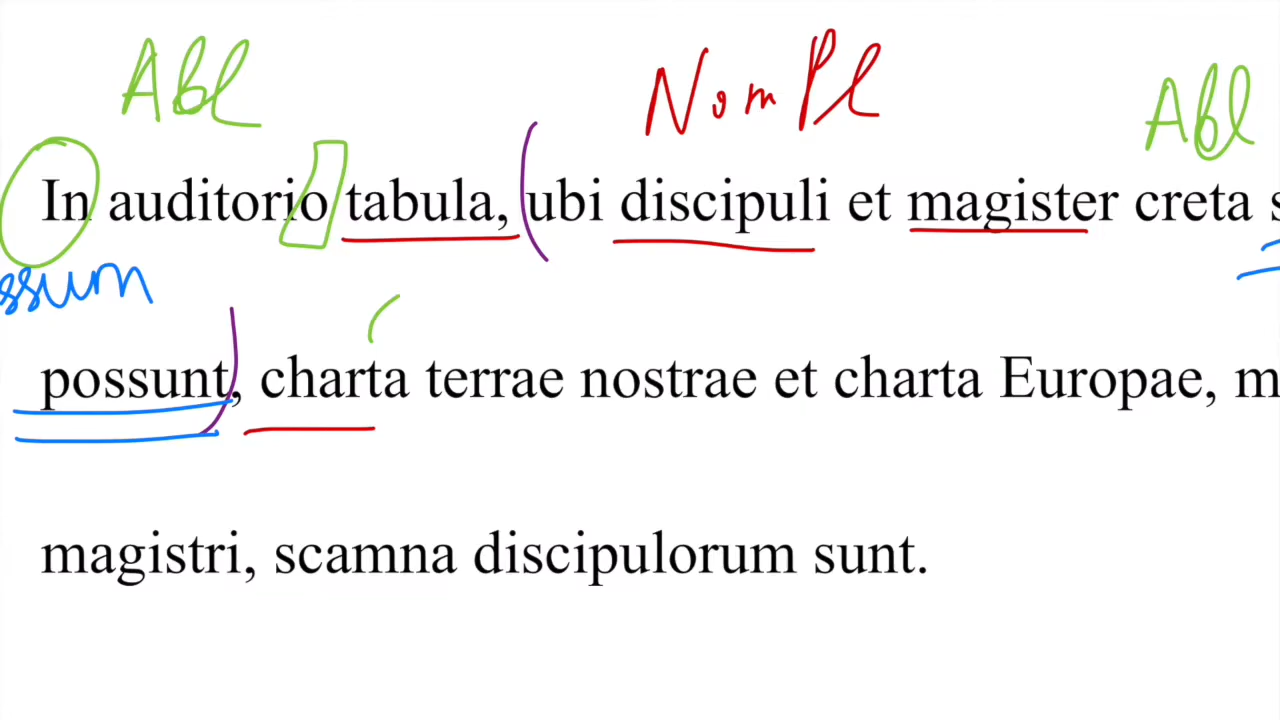 Abl Nom Pl Abl
In auditorio tabula, (ubi discipuli et magister creta s
ssum
possunt), charta terrae nostrae et charta Europae, m
magistri, scamna discipulorum sunt.